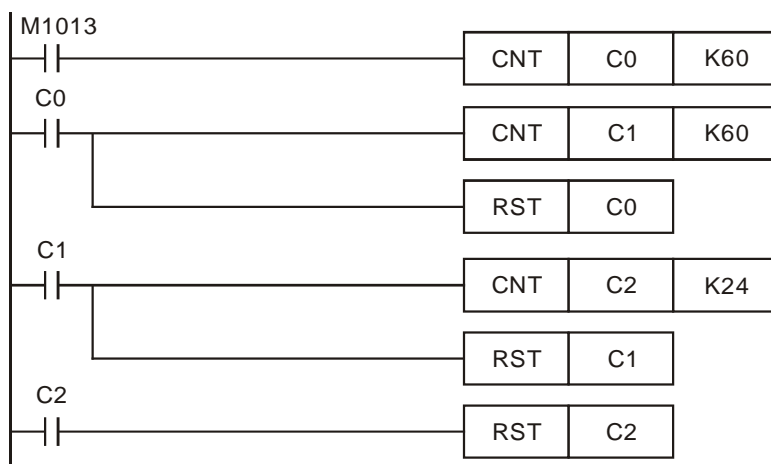 M1013
CNT C0 K60
C0
CNT C1 K60
RST C0
C1
CNT C2 K24
RST C1
C2
RST C2